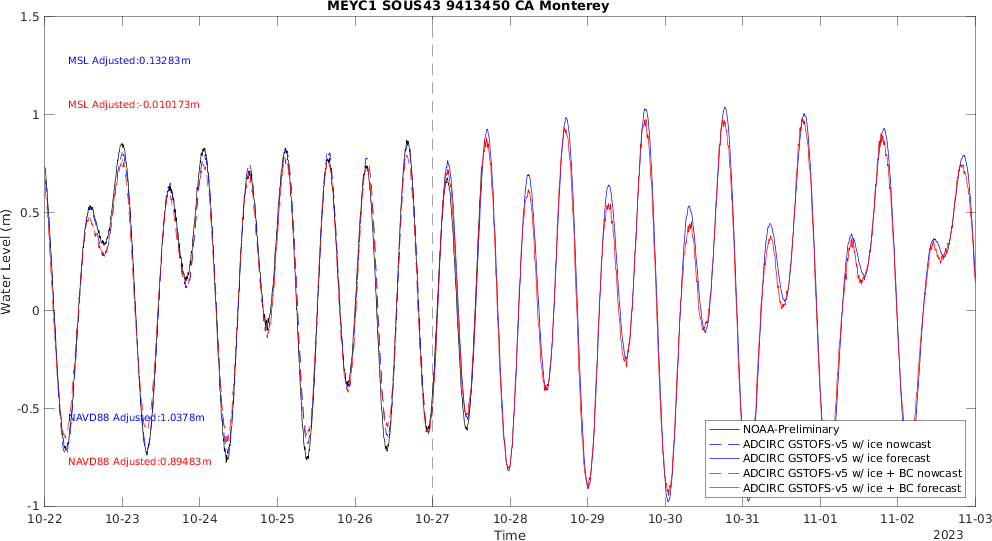 MEYC1 SOUS43 9413450 CA Monterey
1.5
MSL Adjusted:0.13283m
MSL Adjusted:-0.010173m
1
0.5
Water Level (m)
0
-0.5
NAVD88 Adjusted:1.0378m
NAVD88 Adjusted:0.89483m
NOAA-Preliminary
ADCIRC GSTOFS-v5 w/ ice nowcast
ADCIRC GSTOFS-v5 w/ ice forecast
ADCIRC GSTOFS-v5 w/ ice + BC nowcast
ADCIRC GSTOFS-v5 w/ ice + BC forecast
-1
10-22 10-23 10-24 10-25 10-26 10-27 10-28 10-29 10-30 10-31 11-01 11-02 11-03
Time
2023